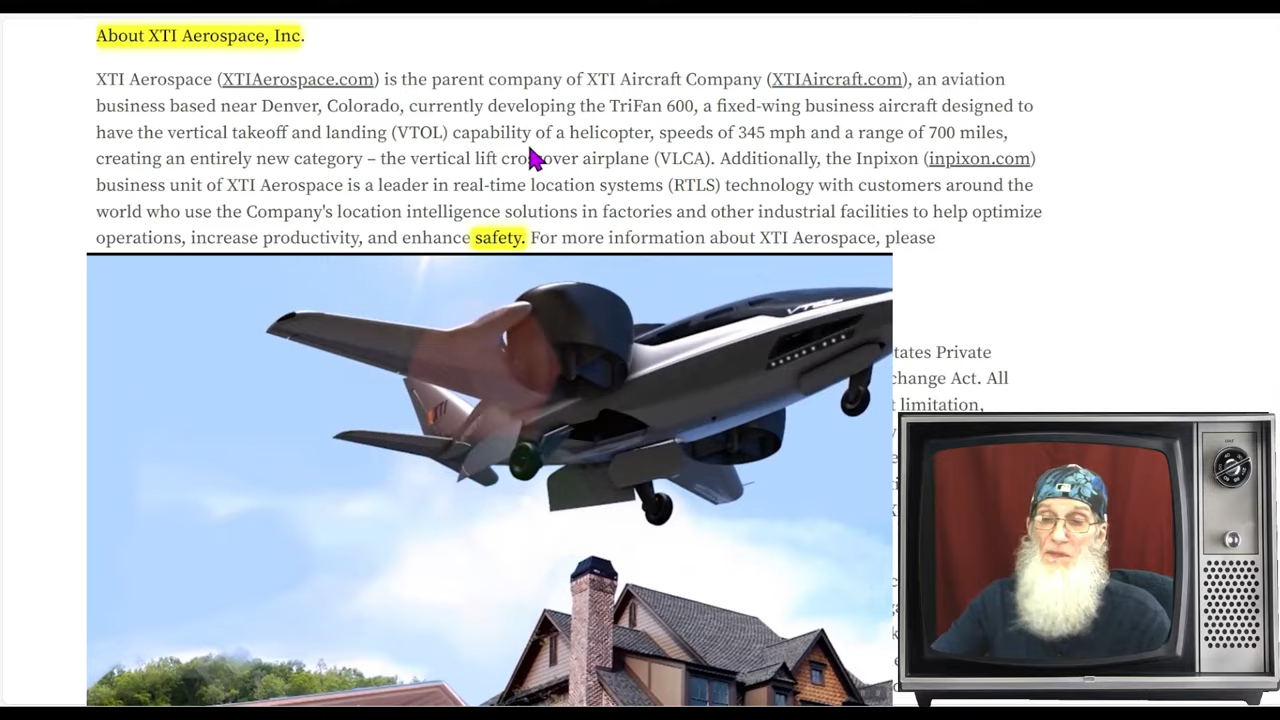 About XTI Aerospace, Inc.
XTI Aerospace (XTIAerospace.com) is the parent company of XTI Aircraft Company (XTIAircraft.com), an aviation
business based near Denver, Colorado, currently developing the TriFan 600, a fixed-wing business aircraft designed to
have the vertical takeoff and landing (VTOL) capability of a helicopter, speeds of 345 mph and a range of 700 miles,
creating an entirely new category – the vertical lift crossover airplane (VLCA). Additionally, the Inpixon (inpixon.com)
business unit of XTI Aerospace is a leader in real-time location systems (RTLS) technology with customers around the
world who use the Company's location intelligence solutions in factories and other industrial facilities to help optimize
operations, increase productivity, and enhance safety. For more information about XTI Aerospace, please
VTOL
XTI
tates Private
change Act. All
t limitation,